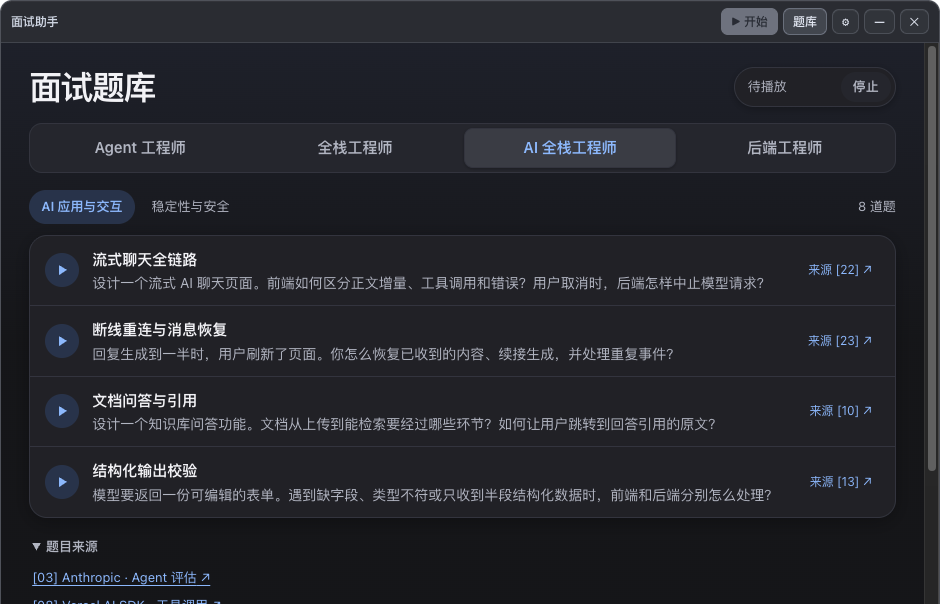 面试助手
▶ 开始
题库
面试题库
待播放
停止
Agent 工程师
全栈工程师
AI 全栈工程师
后端工程师
AI 应用与交互
稳定性与安全
8 道题
流式聊天全链路
设计一个流式 AI 聊天页面。前端如何区分正文增量、工具调用和错误？用户取消时，后端怎样中止模型请求？
来源 [22] ↗
断线重连与消息恢复
回复生成到一半时，用户刷新了页面。你怎么恢复已收到的内容、续接生成，并处理重复事件？
来源 [23] ↗
文档问答与引用
设计一个知识库问答功能。文档从上传到能检索要经过哪些环节？如何让用户跳转到回答引用的原文？
来源 [10] ↗
结构化输出校验
模型要返回一份可编辑的表单。遇到缺字段、类型不符或只收到半段结构化数据时，前端和后端分别怎么处理？
来源 [13] ↗
▼ 题目来源
[03] Anthropic · Agent 评估 ↗